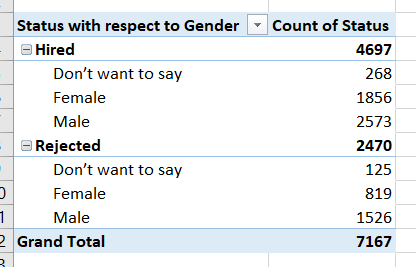 Status with respect to Gender Count of Status
Hired 4697
Don't want to say 268
Female 1856
Male 2573
Rejected 2470
Don't want to say 125
Female 819
Male 1526
Grand Total 7167